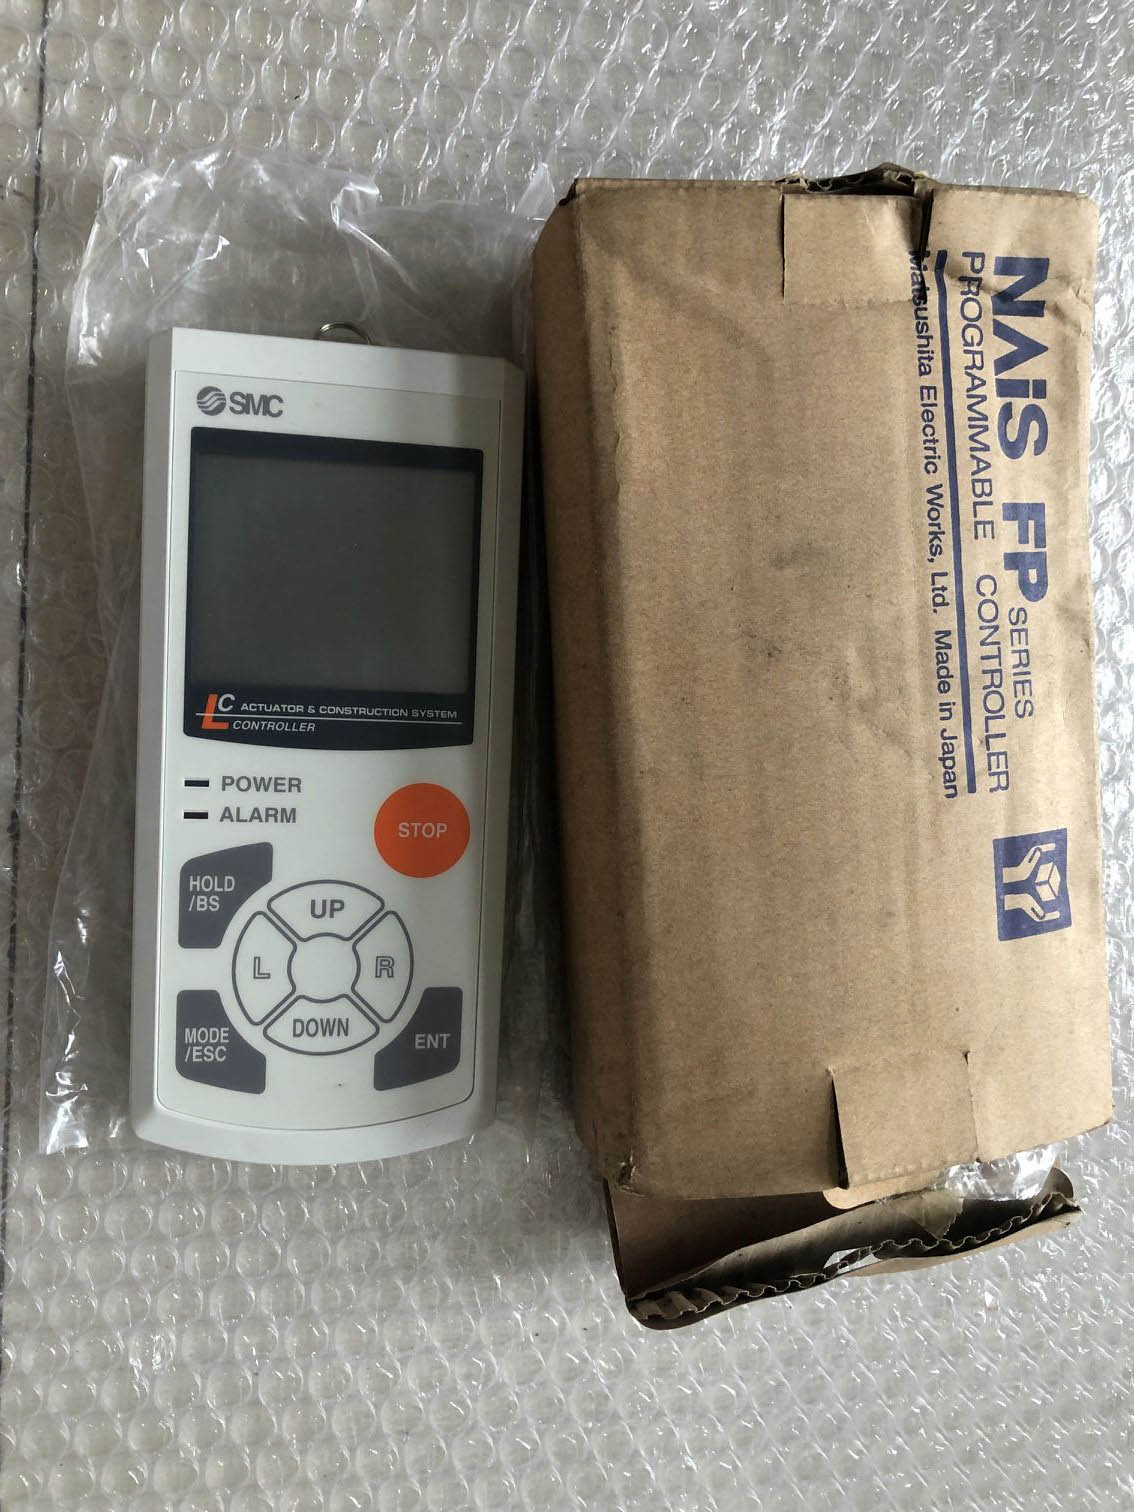 SMC
LC ACTUATOR & CONSTRUCTION SYSTEM
CONTROLLER
POWER
ALARM
STOP
HOLD
/BS
UP
L
R
DOWN
MODE
/ESC
ENT
NAiS FP SERIES
PROGRAMMABLE CONTROLLER
Matsushita Electric Works, Ltd. Made in Japan